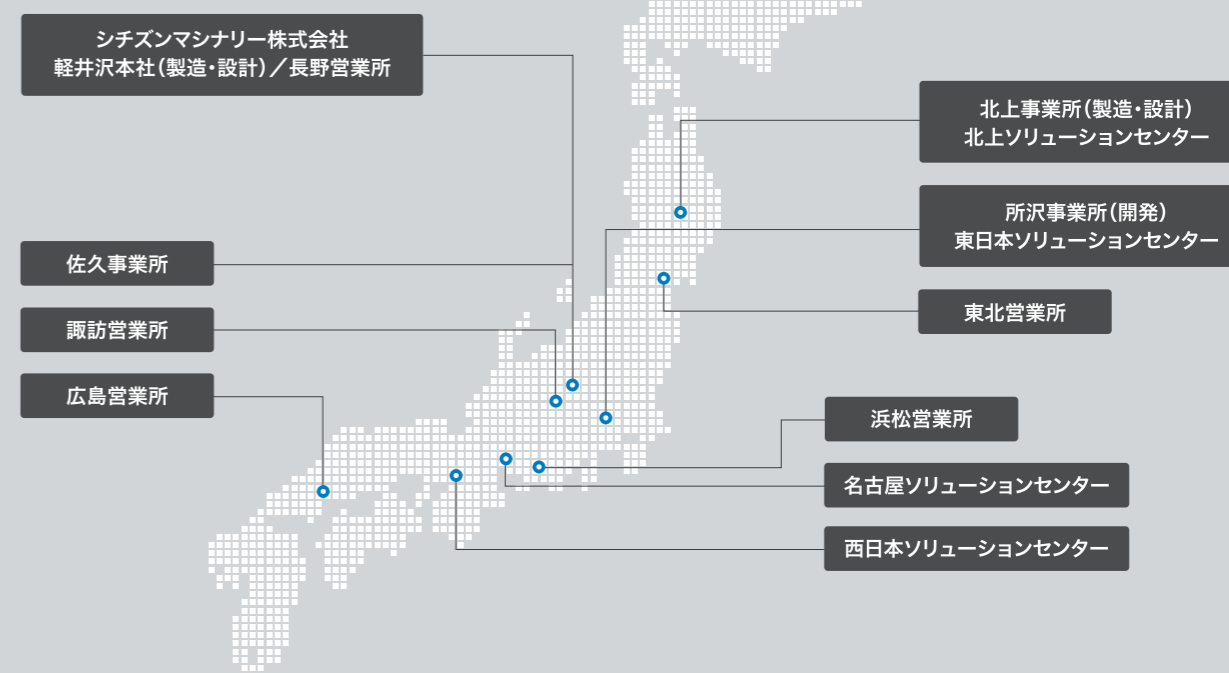 シチズンマシナリー株式会社
軽井沢本社(製造・設計)/長野営業所
佐久事業所
諏訪営業所
広島営業所
北上事業所(製造・設計)
北上ソリューションセンター
所沢事業所(開発)
東日本ソリューションセンター
東北営業所
浜松営業所
名古屋ソリューションセンター
西日本ソリューションセンター